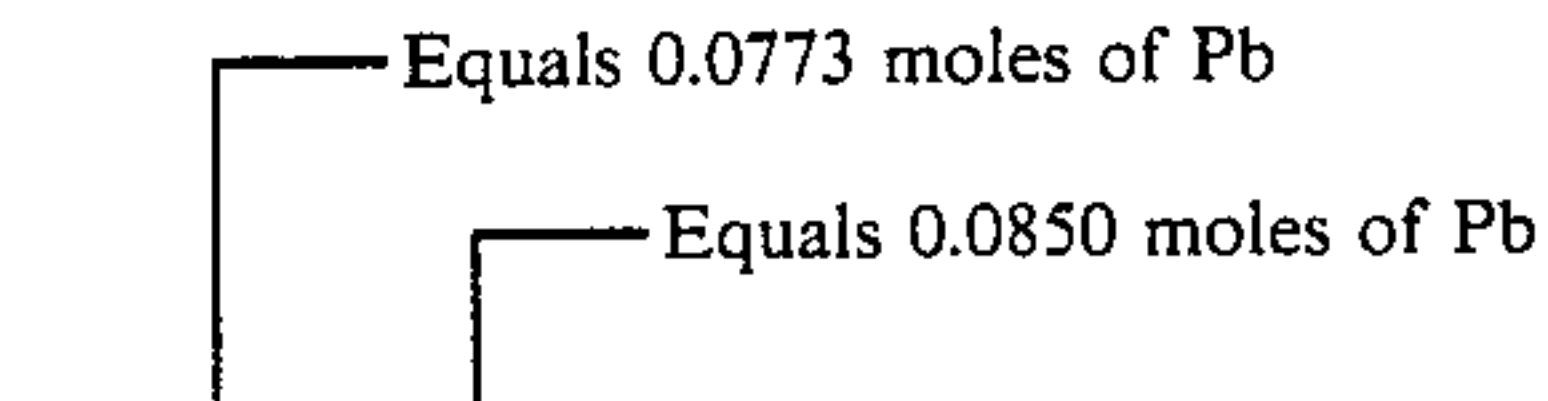 Equals 0.0773 moles of Pb
Equals 0.0850 moles of Pb